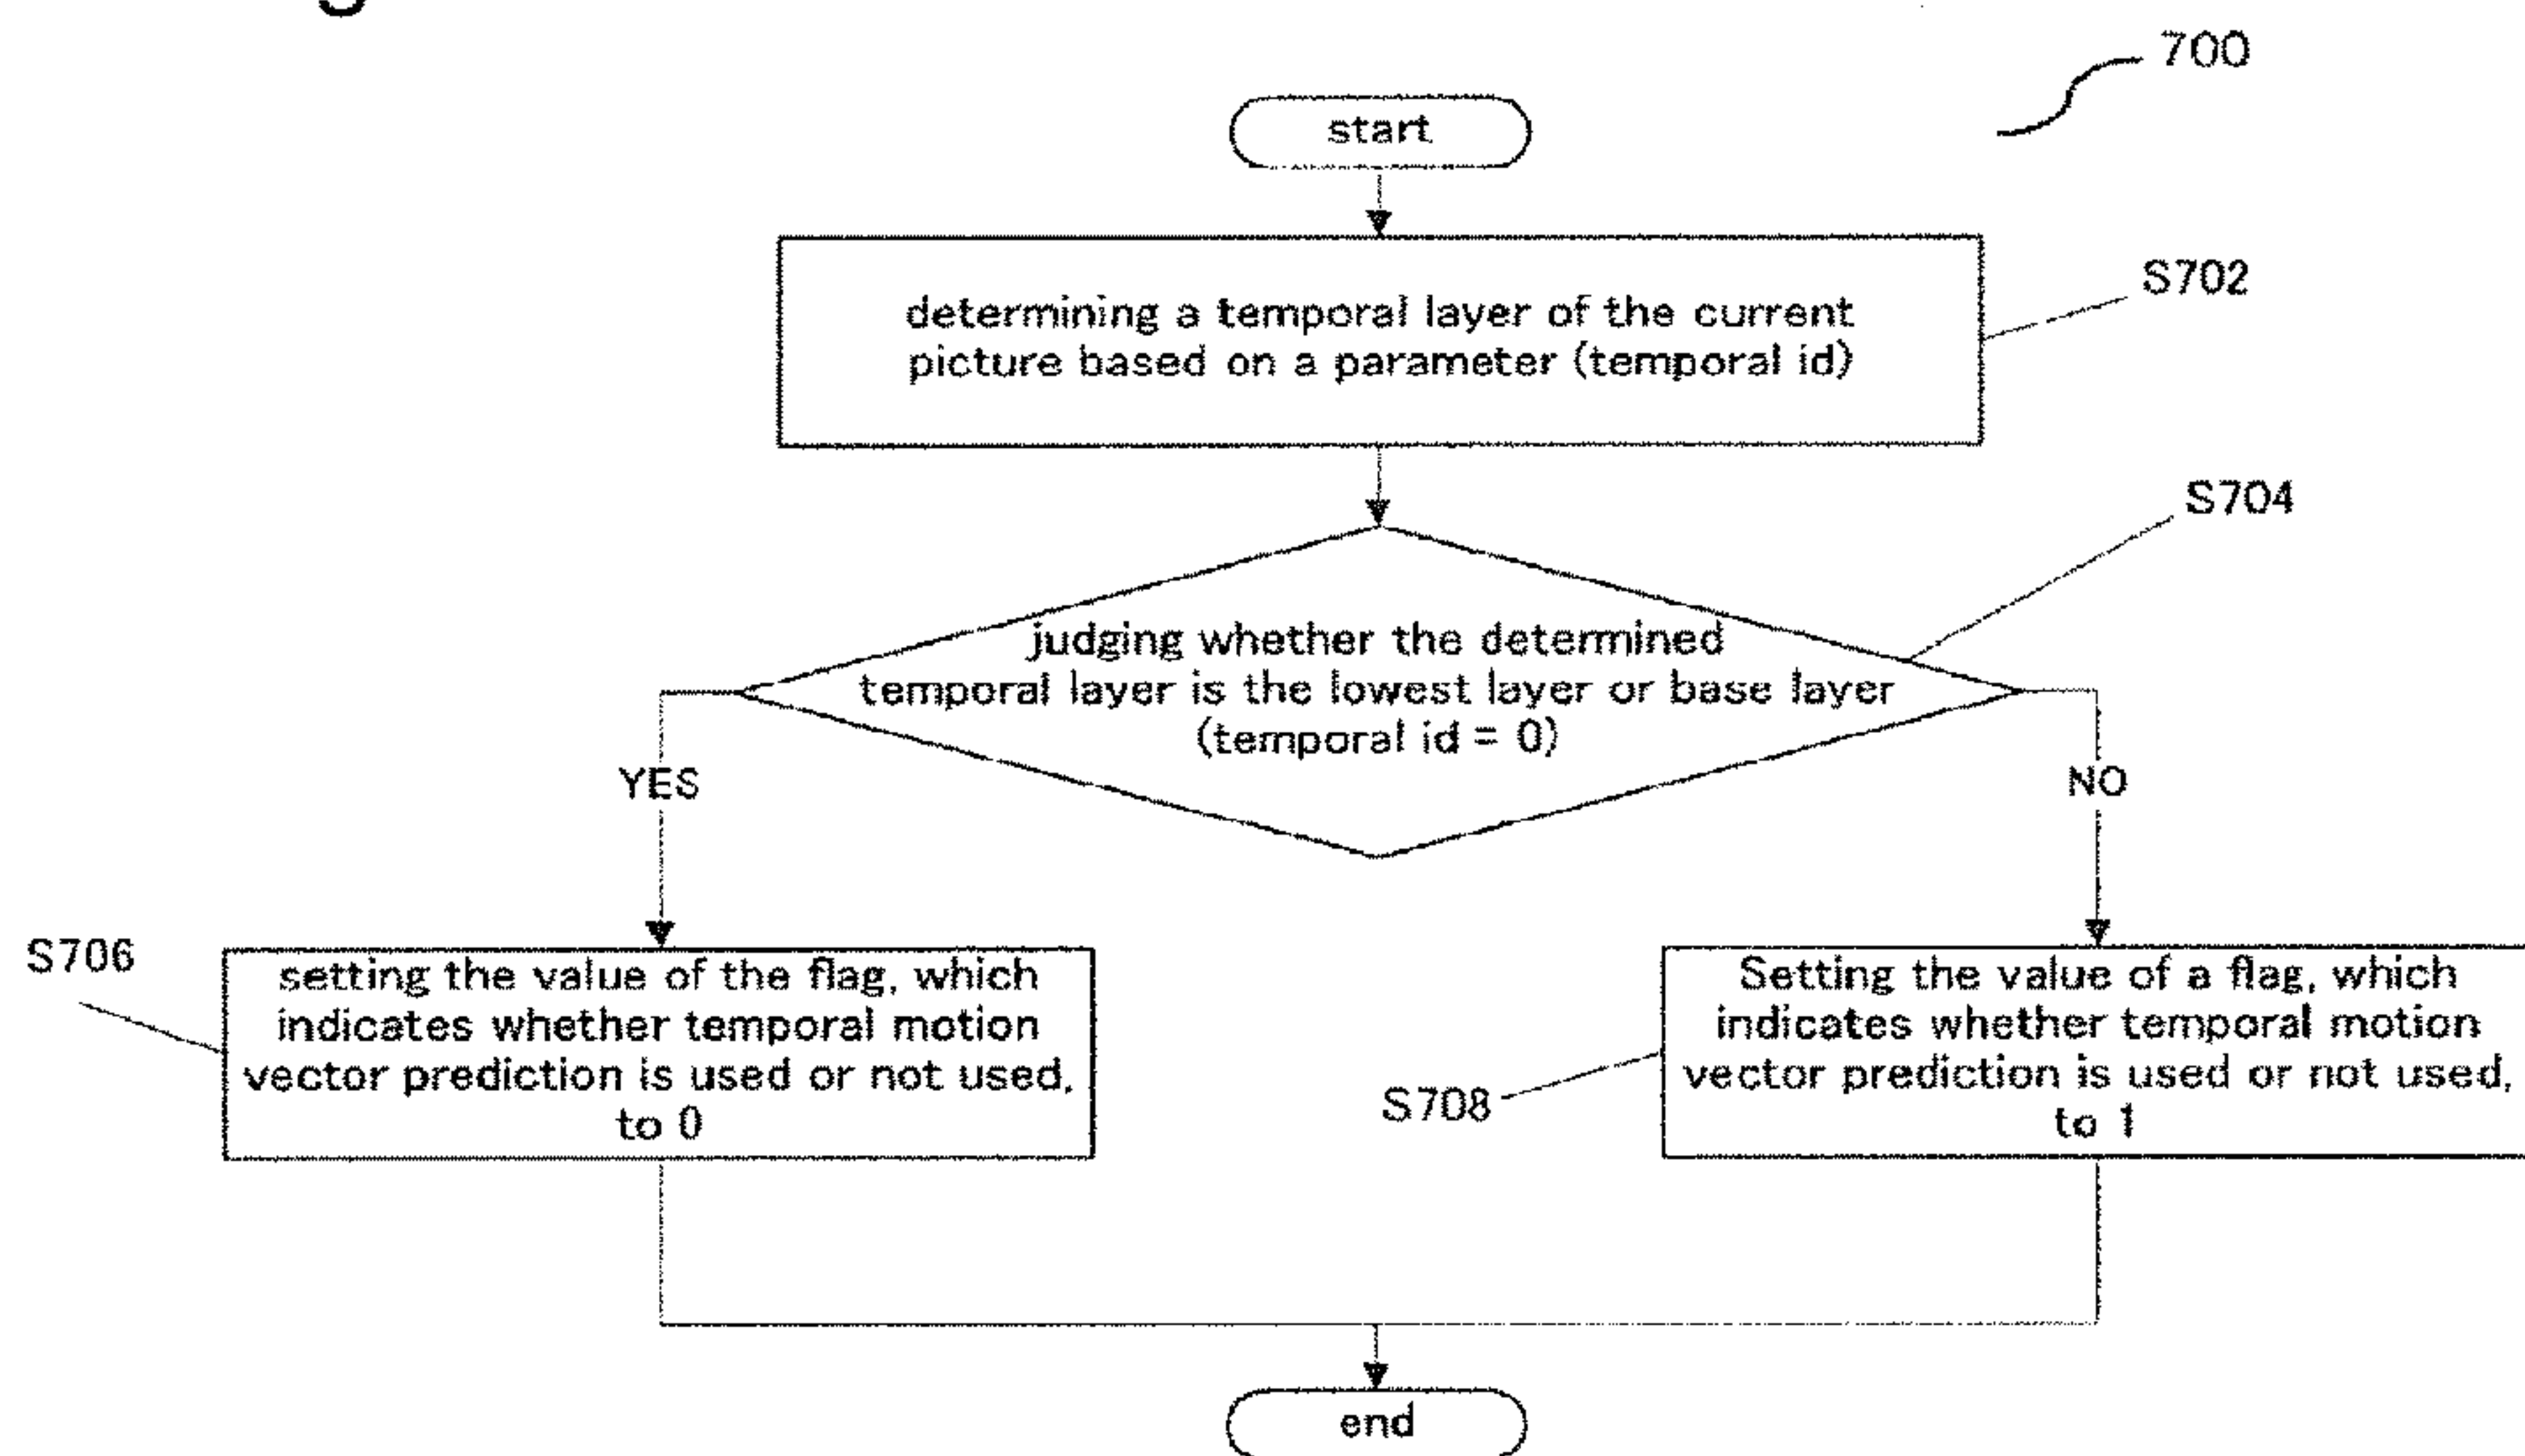 700
start
determining a temporal layer of the current
picture based on a parameter (temporal id)
S702
S704
judging whether the determined
temporal layer is the lowest layer or base layer
(temporal id = 0)
YES
NO
S706
setting the value of the flag, which
indicates whether temporal motion
vector prediction is used or not used,
to 0
S708
Setting the value of a flag, which
indicates whether temporal motion
vector prediction is used or not used,
to 1
end